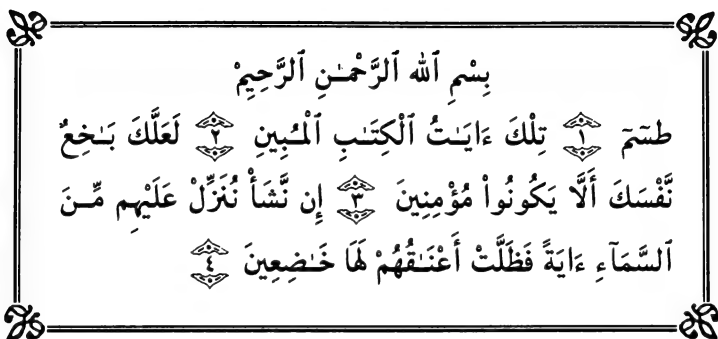 بِسْمِ ٱللَّه ٱلرَّحْمَـٰنِ ٱلرَّحِيمْ
طسٓمٓ ١ تِلْكَ ءَايَـٰتُ ٱلْكِتَـٰبِ ٱلْمُبِينِ ٢ لَعَلَّكَ بَـٰخِعٌ
نَّفْسَكَ أَلَّا يَكُونُوا۟ مُؤْمِنِينَ ٣ إِن نَّشَأْ نُنَزِّلْ عَلَيْهِم مِّنَ
ٱلسَّمَآءِ ءَايَةً فَظَلَّتْ أَعْنَـٰقُهُمْ لَهَا خَـٰضِعِينَ ٤